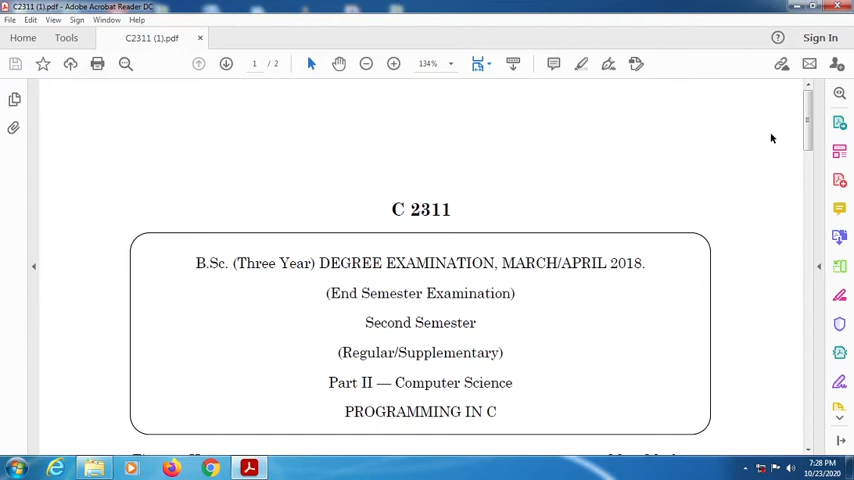 C2311 (1).pdf - Adobe Acrobat Reader DC
File Edit View Sign Window Help
Home Tools C2311 (1).pdf × Sign In
1 / 2 134%
C 2311
B.Sc. (Three Year) DEGREE EXAMINATION, MARCH/APRIL 2018.
(End Semester Examination)
Second Semester
(Regular/Supplementary)
Part II — Computer Science
PROGRAMMING IN C
7:28 PM
10/23/2020